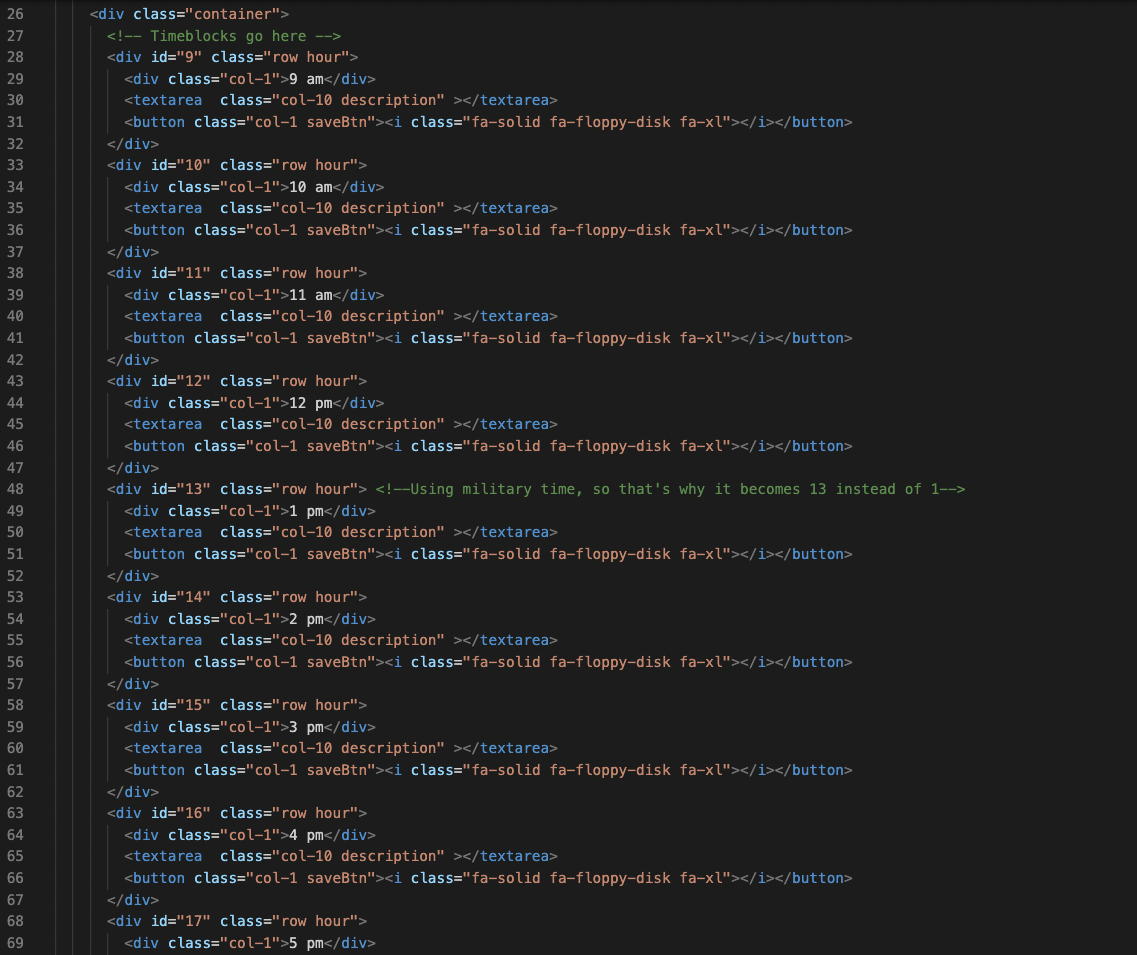 26 <div class="container">
27 <!-- Timeblocks go here -->
28 <div id="9" class="row hour">
29 <div class="col-1">9 am</div>
30 <textarea  class="col-10 description" ></textarea>
31 <button class="col-1 saveBtn"><i class="fa-solid fa-floppy-disk fa-xl"></i></button>
32 </div>
33 <div id="10" class="row hour">
34 <div class="col-1">10 am</div>
35 <textarea  class="col-10 description" ></textarea>
36 <button class="col-1 saveBtn"><i class="fa-solid fa-floppy-disk fa-xl"></i></button>
37 </div>
38 <div id="11" class="row hour">
39 <div class="col-1">11 am</div>
40 <textarea  class="col-10 description" ></textarea>
41 <button class="col-1 saveBtn"><i class="fa-solid fa-floppy-disk fa-xl"></i></button>
42 </div>
43 <div id="12" class="row hour">
44 <div class="col-1">12 pm</div>
45 <textarea  class="col-10 description" ></textarea>
46 <button class="col-1 saveBtn"><i class="fa-solid fa-floppy-disk fa-xl"></i></button>
47 </div>
48 <div id="13" class="row hour"> <!--Using military time, so that's why it becomes 13 instead of 1-->
49 <div class="col-1">1 pm</div>
50 <textarea  class="col-10 description" ></textarea>
51 <button class="col-1 saveBtn"><i class="fa-solid fa-floppy-disk fa-xl"></i></button>
52 </div>
53 <div id="14" class="row hour">
54 <div class="col-1">2 pm</div>
55 <textarea  class="col-10 description" ></textarea>
56 <button class="col-1 saveBtn"><i class="fa-solid fa-floppy-disk fa-xl"></i></button>
57 </div>
58 <div id="15" class="row hour">
59 <div class="col-1">3 pm</div>
60 <textarea  class="col-10 description" ></textarea>
61 <button class="col-1 saveBtn"><i class="fa-solid fa-floppy-disk fa-xl"></i></button>
62 </div>
63 <div id="16" class="row hour">
64 <div class="col-1">4 pm</div>
65 <textarea  class="col-10 description" ></textarea>
66 <button class="col-1 saveBtn"><i class="fa-solid fa-floppy-disk fa-xl"></i></button>
67 </div>
68 <div id="17" class="row hour">
69 <div class="col-1">5 pm</div>